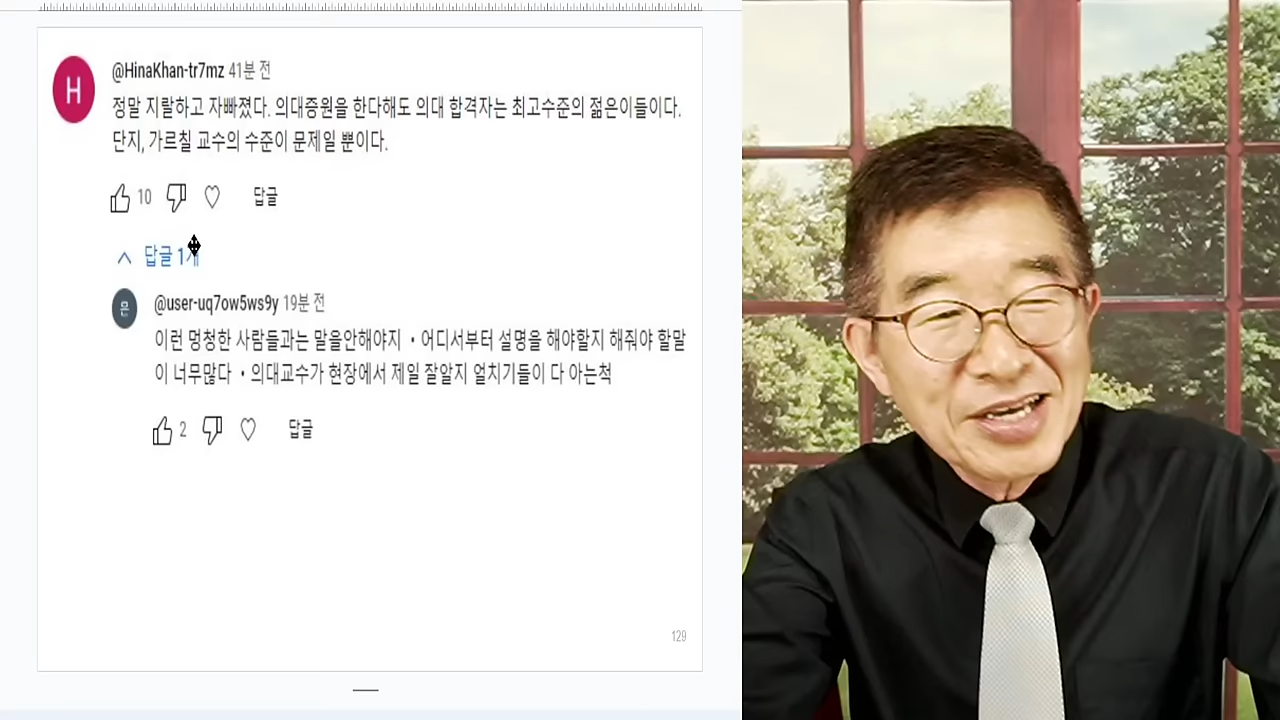 @HinaKhan-tr7mz 41분 전
H
정말 지랄하고 자빠졌다. 의대증원을 한다해도 의대 합격자는 최고수준의 젊은이들이다.
단지, 가르칠 교수의 수준이 문제일 뿐이다.
10 답글
답글 1개
@user-uq7ow5ws9y 19분 전
문
이런 멍청한 사람들과는 말을안해야지 • 어디서부터 설명을 해야할지 해줘야 할말
이 너무많다 • 의대교수가 현장에서 제일 잘알지 얼치기들이 다 아는척
2 답글
129